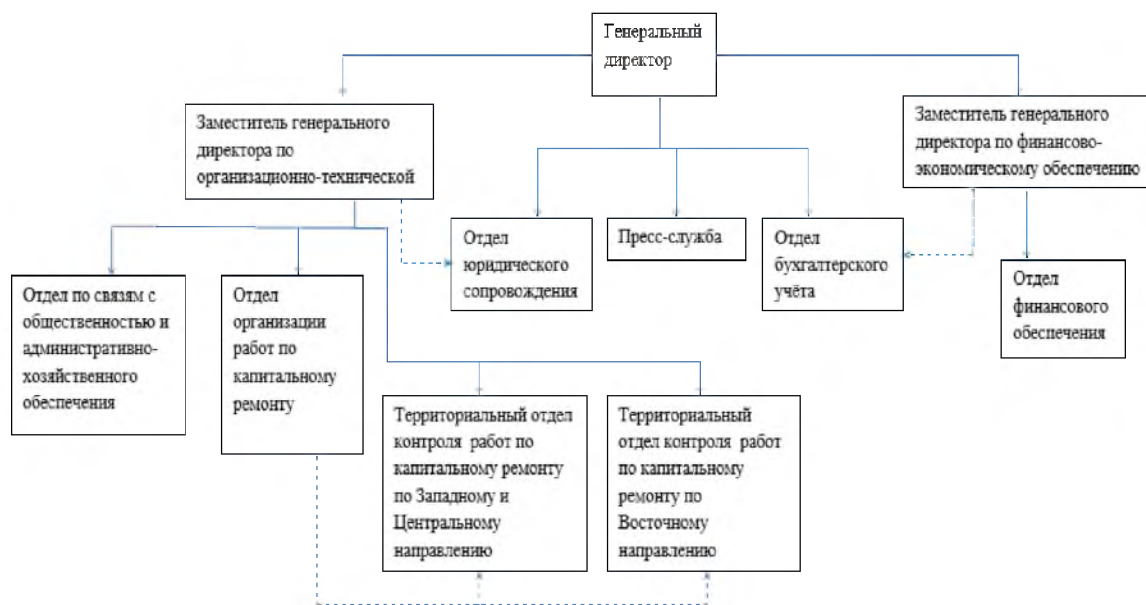 Генеральный
директор
Заместитель генерального
директора по
организационно-технической
Заместитель генерального
директора по финансово-
экономическому обеспечению
Отдел
юридического
сопровождения
Пресс-служба
Отдел
бухгалтерского
учёта
Отдел
финансового
обеспечения
Отдел по связям с
общественностью и
административно-
хозяйственного
обеспечения
Отдел
организации
работ по
капитальному
ремонту
Территориальный отдел
контроля работ по
капитальному ремонту
по Западному и
Центральному
направлению
Территориальный
отдел контроля работ
по капитальному
ремонту по
Восточному
направлению